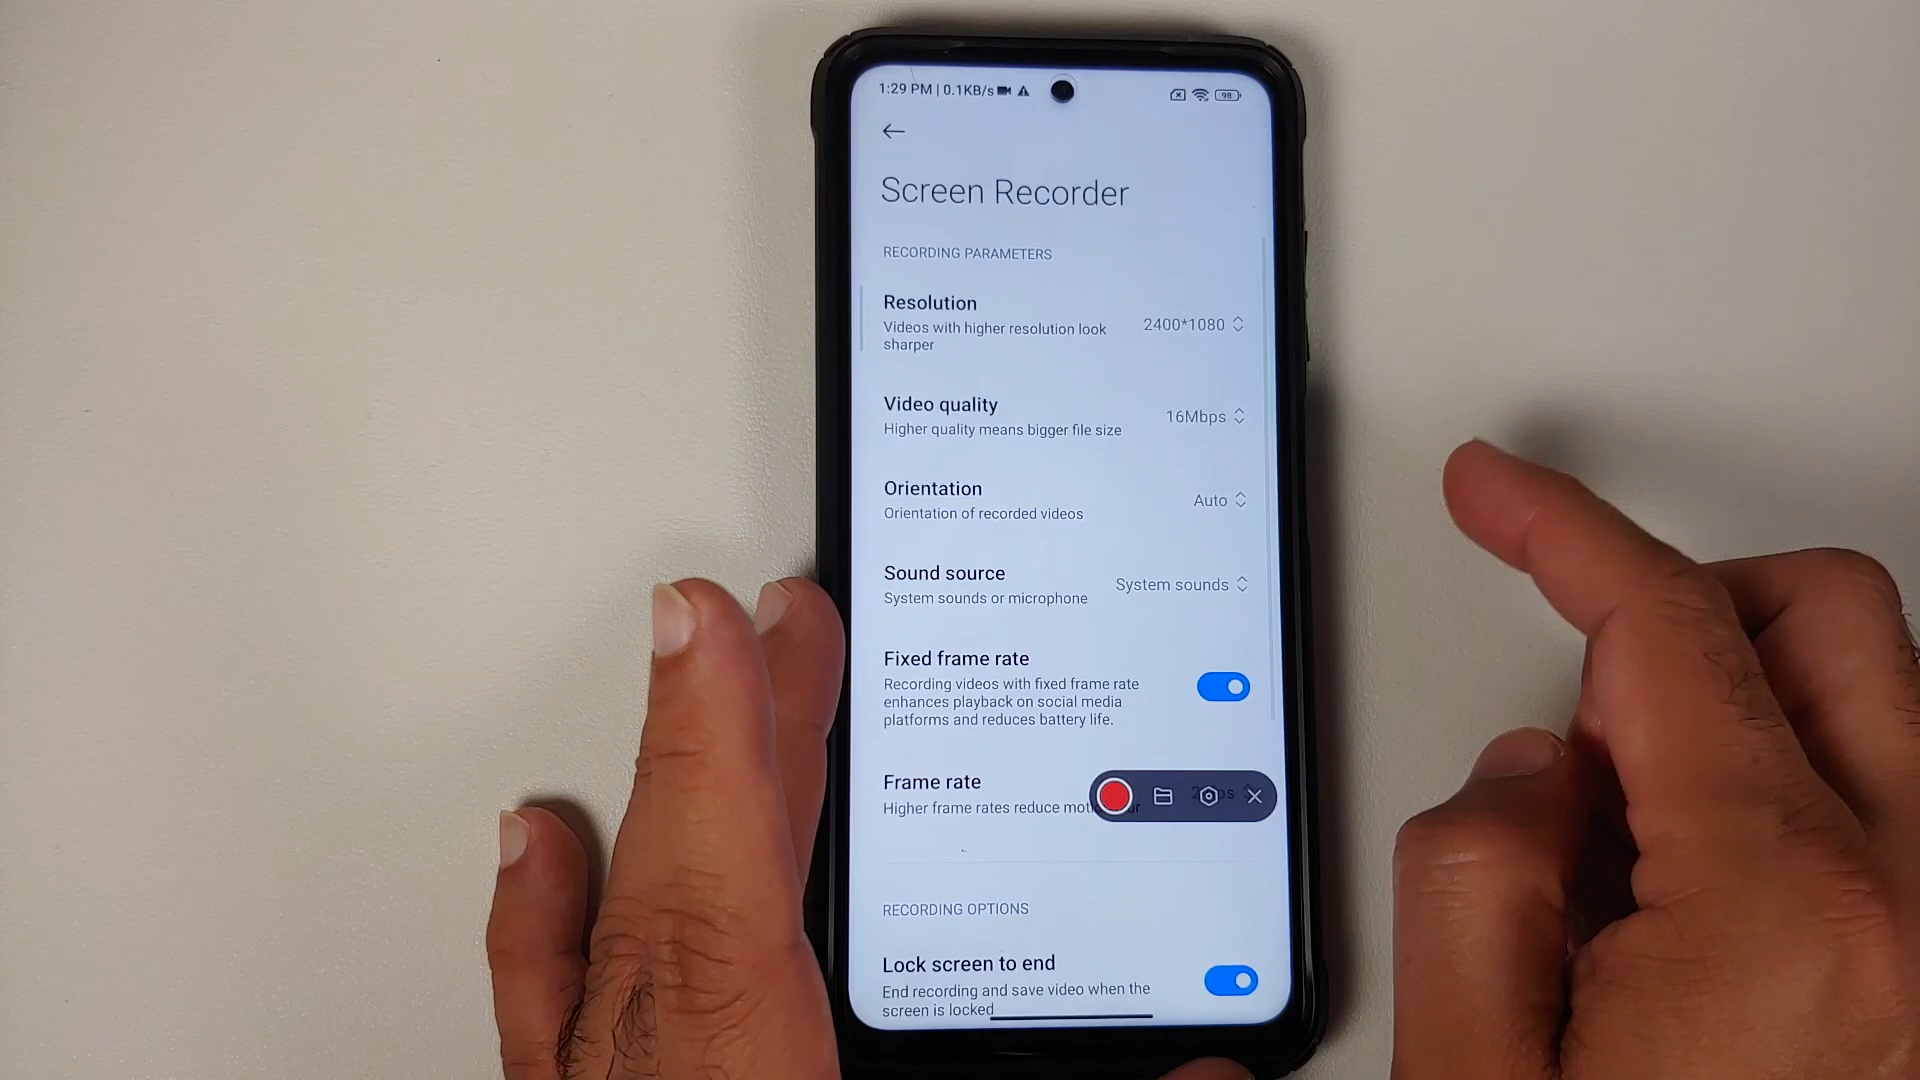 1:29 PM | 0.1KB/s
98
Screen Recorder
RECORDING PARAMETERS
Resolution
Videos with higher resolution look
sharper
2400*1080
Video quality
Higher quality means bigger file size
16Mbps
Orientation
Orientation of recorded videos
Auto
Sound source
System sounds or microphone
System sounds
Fixed frame rate
Recording videos with fixed frame rate
enhances playback on social media
platforms and reduces battery life.
Frame rate
Higher frame rates reduce
RECORDING OPTIONS
Lock screen to end
End recording and save video when the
screen is locked